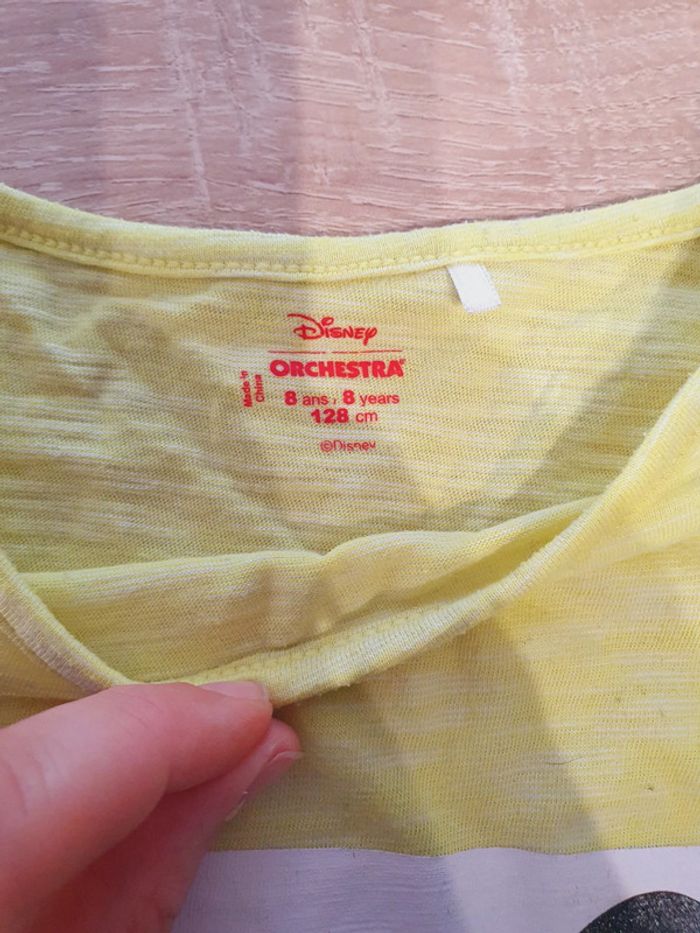 Disney
ORCHESTRA
Made in
China
8 ans / 8 years
128 cm
©Disney